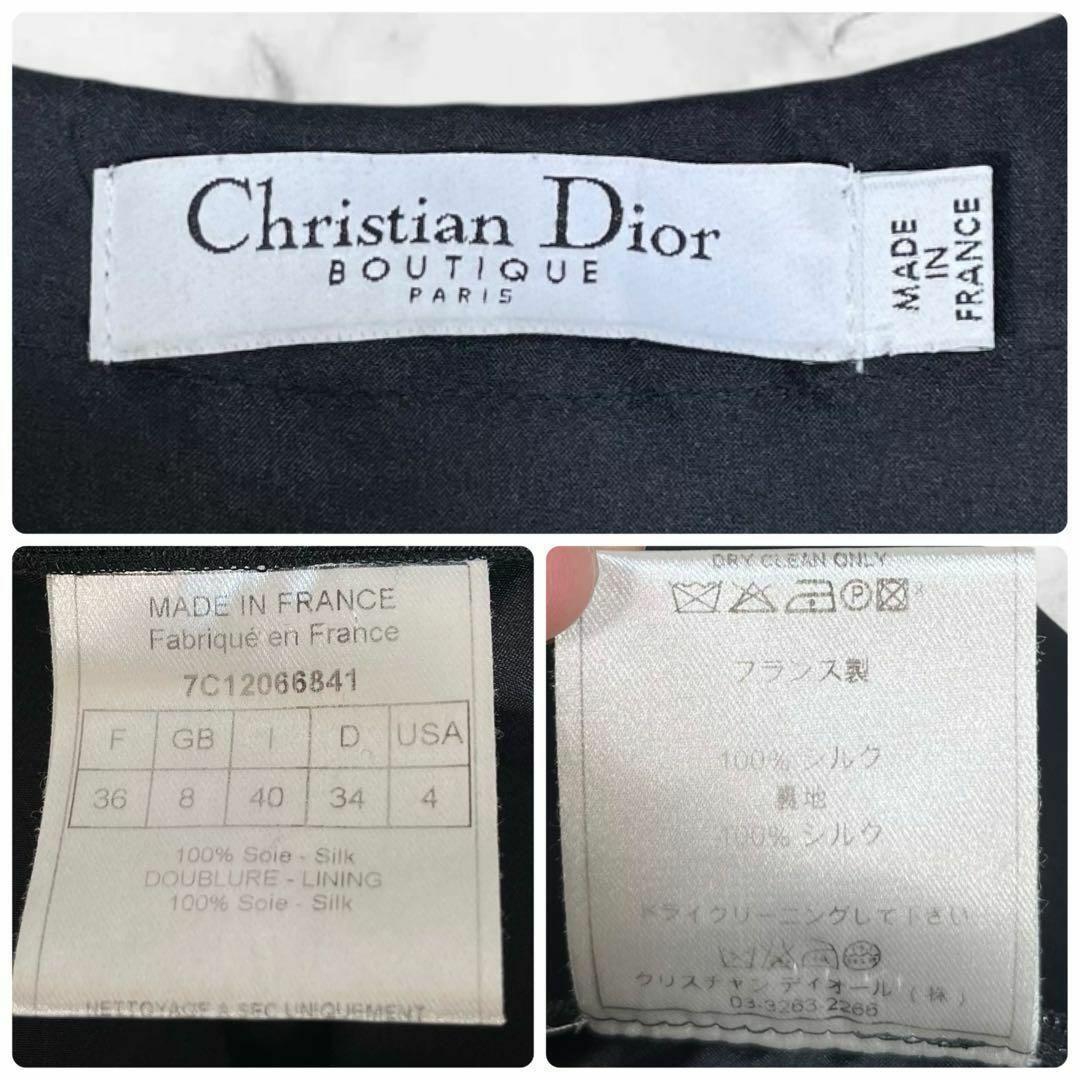 Christian Dior
BOUTIQUE
PARIS
MADE
IN
FRANCE
MADE IN FRANCE
Fabriqué en France
7C12066841
F GB I D USA
36 8 40 34 4
100% Soie - Silk
DOUBLURE - LINING
100% Soie - Silk
NETTOYAGE A SEC UNIQUEMENT
DRY CLEAN ONLY
P
フランス製
100% シルク
裏地
100% シルク
ドライクリーニングして下さい
クリスチャン ディオール (株)
03-3263-2266